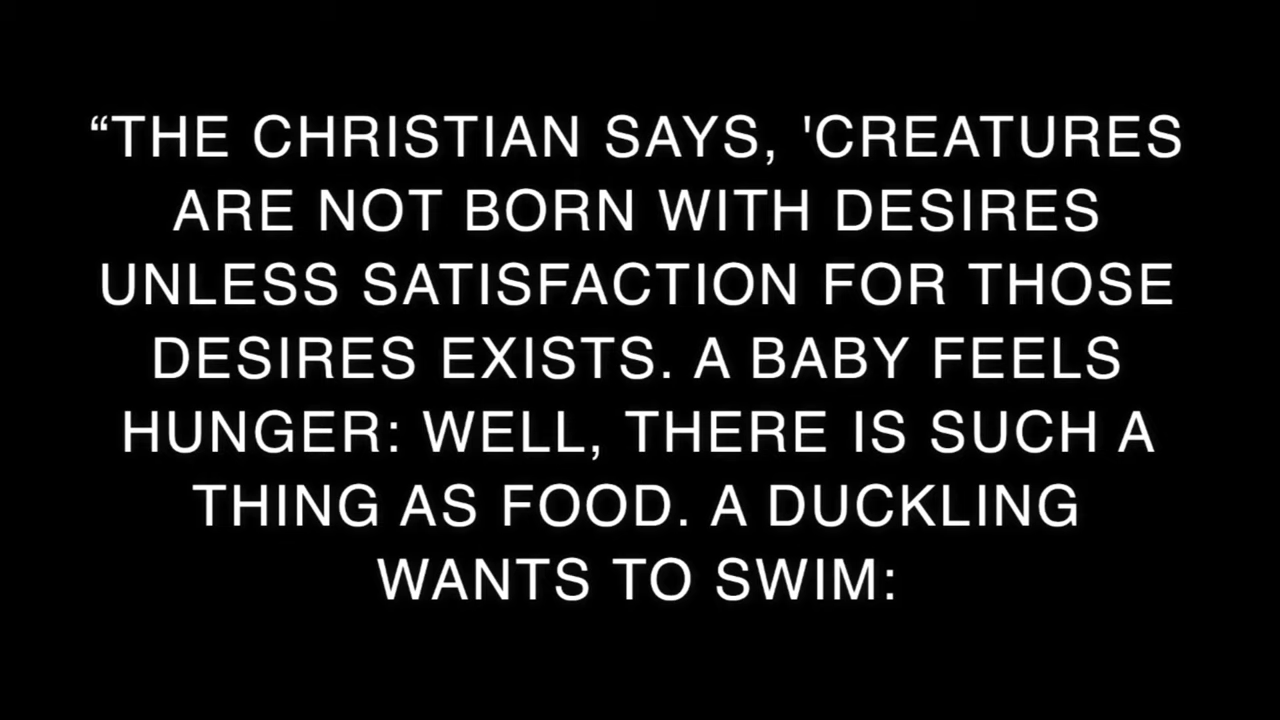 “THE CHRISTIAN SAYS, 'CREATURES
ARE NOT BORN WITH DESIRES
UNLESS SATISFACTION FOR THOSE
DESIRES EXISTS. A BABY FEELS
HUNGER: WELL, THERE IS SUCH A
THING AS FOOD. A DUCKLING
WANTS TO SWIM: